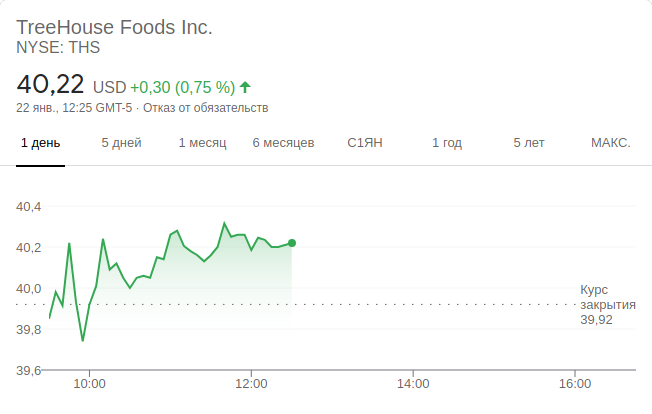 TreeHouse Foods Inc.
NYSE: THS
40,22 USD +0,30 (0,75 %)
22 янв., 12:25 GMT-5 · Отказ от обязательств
1 день 5 дней 1 месяц 6 месяцев С1ЯН 1 год 5 лет МАКС.
40,4
40,2
40,0
Курс
закрытия
39,92
39,8
39,6
10:00 12:00 14:00 16:00